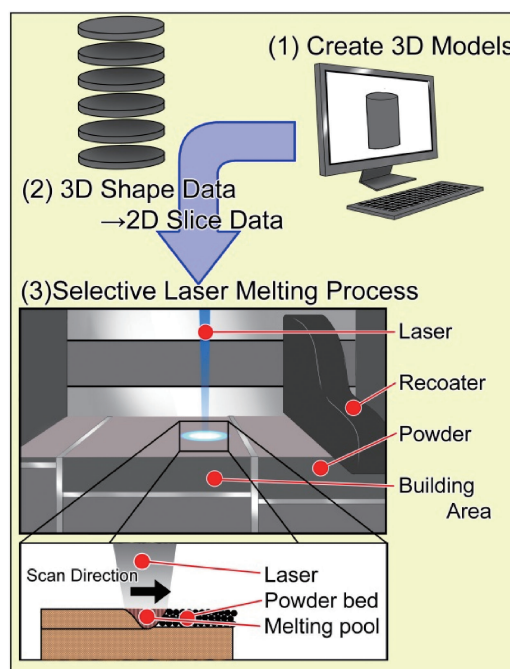 (1) Create 3D Models
(2) 3D Shape Data
→2D Slice Data
(3)Selective Laser Melting Process
Laser
Recoater
Powder
Building
Area
Scan Direction
Laser
Powder bed
Melting pool